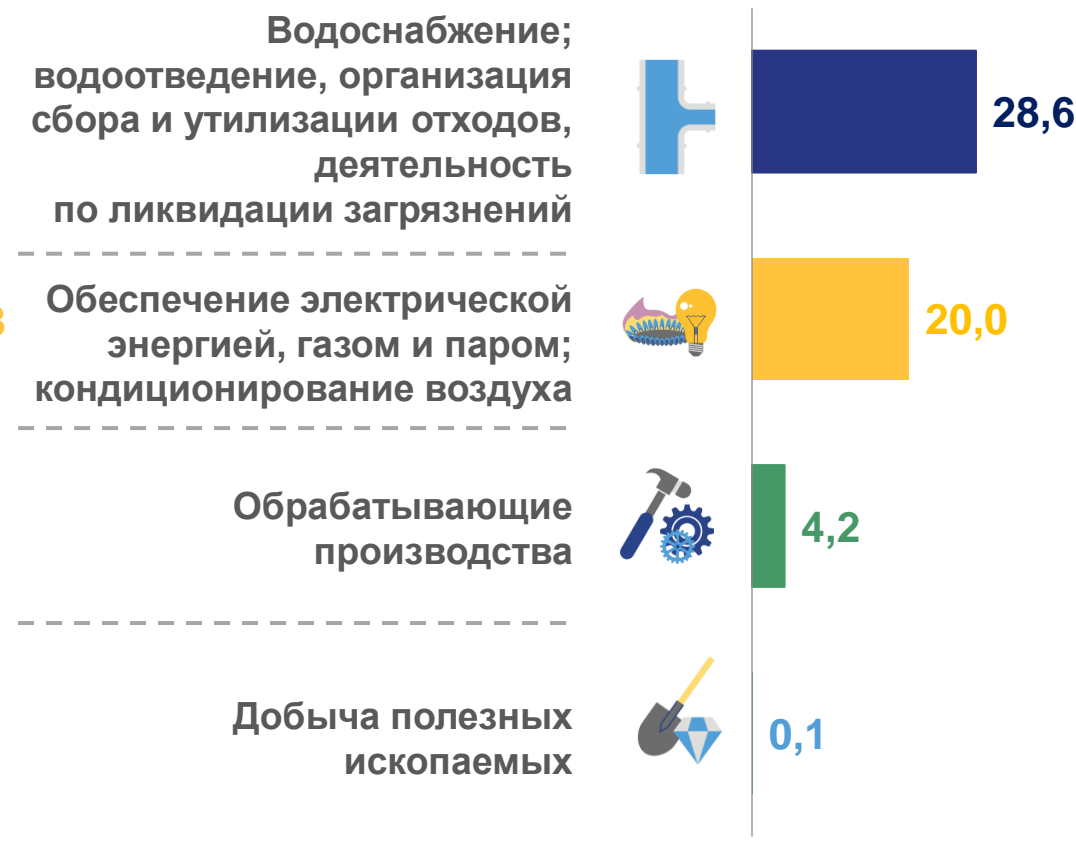 Водоснабжение;
водоотведение, организация
сбора и утилизации отходов,
деятельность
по ликвидации загрязнений
28,6
Обеспечение электрической
энергией, газом и паром;
кондиционирование воздуха
20,0
Обрабатывающие
производства
4,2
Добыча полезных
ископаемых
0,1